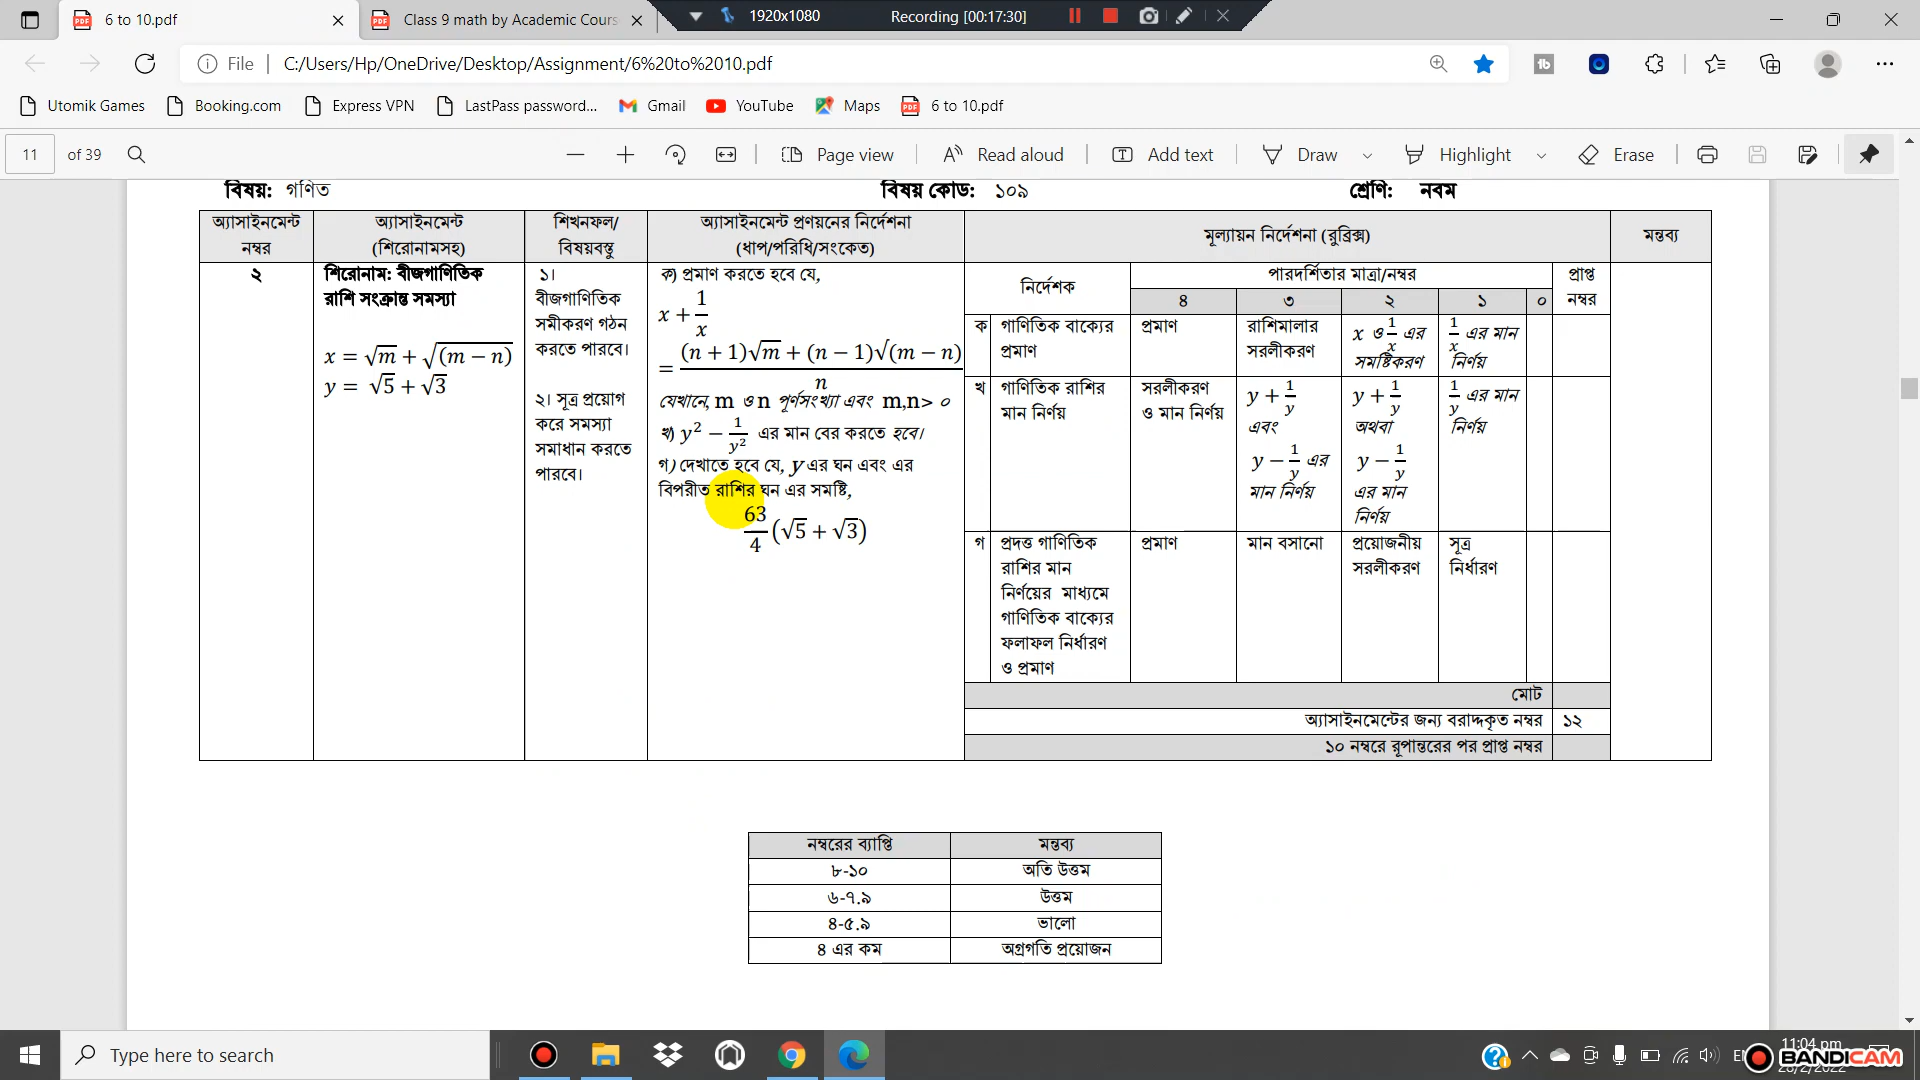 6 to 10.pdf
Class 9 math by Academic Cours
1920x1080
Recording [00:17:30]
File
C:/Users/Hp/OneDrive/Desktop/Assignment/6%20to%2010.pdf
Utomik Games
Booking.com
Express VPN
LastPass password...
Gmail
YouTube
Maps
6 to 10.pdf
11 of 39
Page view
Read aloud
Add text
Draw
Highlight
Erase
বিষয়: গণিত
বিষয় কোড: ১০৯
শ্রেণি: নবম
অ্যাসাইনমেন্ট
নম্বর
অ্যাসাইনমেন্ট
(শিরোনামসহ)
শিখনফল/
বিষয়বস্তু
অ্যাসাইনমেন্ট প্রণয়নের নির্দেশনা
(ধাপ/পরিধি/সংকেত)
মূল্যায়ন নির্দেশনা (রুব্রিক্স)
মন্তব্য
২
শিরোনাম: বীজগাণিতিক
রাশি সংক্রান্ত সমস্যা
x = √m + √(m − n)
y = √5 + √3
১।
বীজগাণিতিক
সমীকরণ গঠন
করতে পারবে।
২। সূত্র প্রয়োগ
করে সমস্যা
সমাধান করতে
পারবে।
ক) প্রমাণ করতে হবে যে,
x + 1/x
= ((n + 1)√m + (n − 1)√(m − n))/n
যেখানে, m ও n পূর্ণসংখ্যা এবং m,n> ০
খ) y² − 1/y² এর মান বের করতে হবে।
গ) দেখাতে হবে যে, y এর ঘন এবং এর
বিপরীত রাশির ঘন এর সমষ্টি,
63/4 (√5 + √3)
নির্দেশক
পারদর্শিতার মাত্রা/নম্বর
৪
৩
২
১
০
প্রাপ্ত
নম্বর
ক
গাণিতিক বাক্যের
প্রমাণ
প্রমাণ
রাশিমালার
সরলীকরণ
x ও 1/x এর
সমষ্টিকরণ
1/x এর মান
নির্ণয়
খ
গাণিতিক রাশির
মান নির্ণয়
সরলীকরণ
ও মান নির্ণয়
y + 1/y
এবং
y − 1/y এর
মান নির্ণয়
y + 1/y
অথবা
y − 1/y
এর মান
নির্ণয়
1/y এর মান
নির্ণয়
গ
প্রদত্ত গাণিতিক
রাশির মান
নির্ণয়ের মাধ্যমে
গাণিতিক বাক্যের
ফলাফল নির্ধারণ
ও প্রমাণ
প্রমাণ
মান বসানো
প্রয়োজনীয়
সরলীকরণ
সূত্র
নির্ধারণ
মোট
অ্যাসাইনমেন্টের জন্য বরাদ্দকৃত নম্বর ১২
১০ নম্বরে রূপান্তরের পর প্রাপ্ত নম্বর
নম্বরের ব্যাপ্তি মন্তব্য
৮-১০ অতি উত্তম
৬-৭.৯ উত্তম
৪-৫.৯ ভালো
৪ এর কম অগ্রগতি প্রয়োজন
Type here to search
11:04 pm
BANDICAM